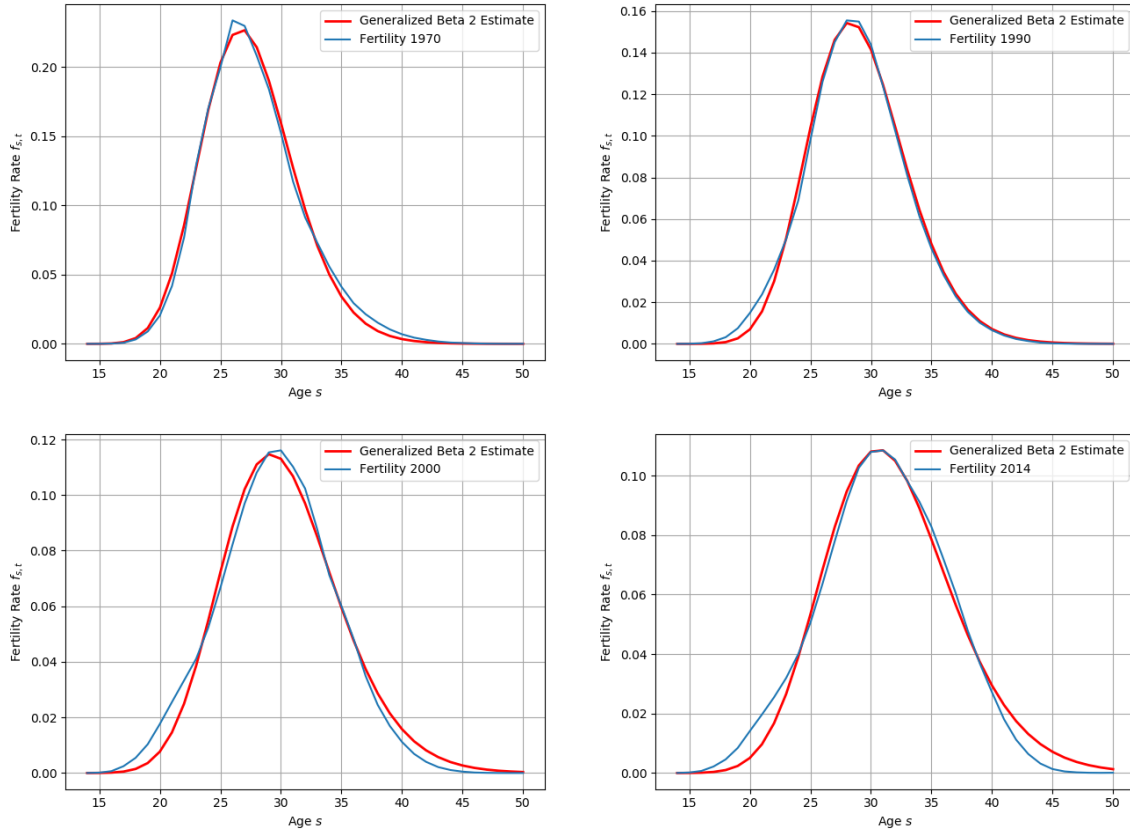 Generalized Beta 2 Estimate
Fertility 1970
Fertility Rate f_{s,t}
0.20
0.15
0.10
0.05
0.00
15 20 25 30 35 40 45 50
Age s
Generalized Beta 2 Estimate
Fertility 1990
Fertility Rate f_{s,t}
0.16
0.14
0.12
0.10
0.08
0.06
0.04
0.02
0.00
15 20 25 30 35 40 45 50
Age s
Generalized Beta 2 Estimate
Fertility 2000
Fertility Rate f_{s,t}
0.12
0.10
0.08
0.06
0.04
0.02
0.00
15 20 25 30 35 40 45 50
Age s
Generalized Beta 2 Estimate
Fertility 2014
Fertility Rate f_{s,t}
0.10
0.08
0.06
0.04
0.02
0.00
15 20 25 30 35 40 45 50
Age s